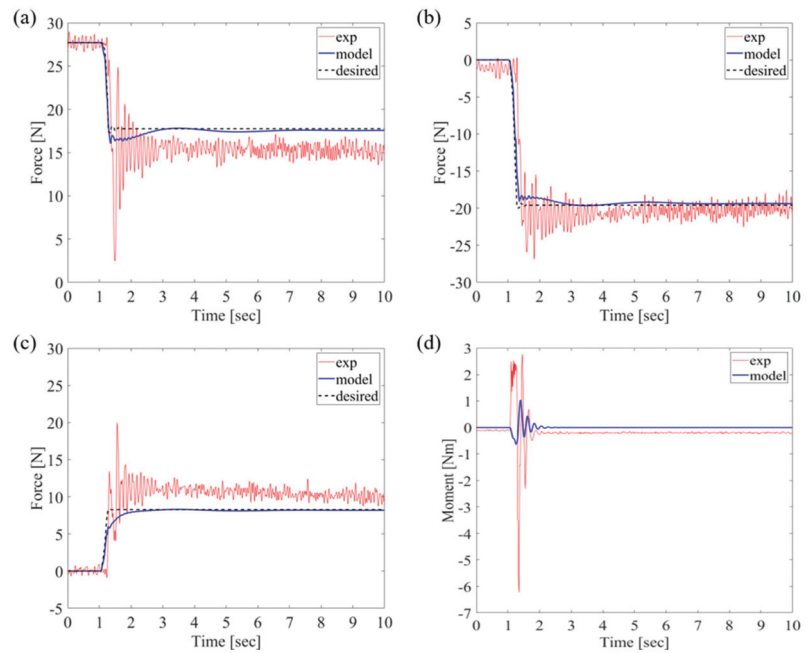 (a)
30
25
20
15
10
5
0
Force [N]
0 1 2 3 4 5 6 7 8 9 10
Time [sec]
exp
model
desired
(b)
5
0
-5
-10
-15
-20
-25
-30
Force [N]
0 1 2 3 4 5 6 7 8 9 10
Time [sec]
exp
model
desired
(c)
30
25
20
15
10
5
0
-5
Force [N]
0 1 2 3 4 5 6 7 8 9 10
Time [sec]
exp
model
desired
(d)
3
2
1
0
-1
-2
-3
-4
-5
-6
-7
Moment [Nm]
0 1 2 3 4 5 6 7 8 9 10
Time [sec]
exp
model